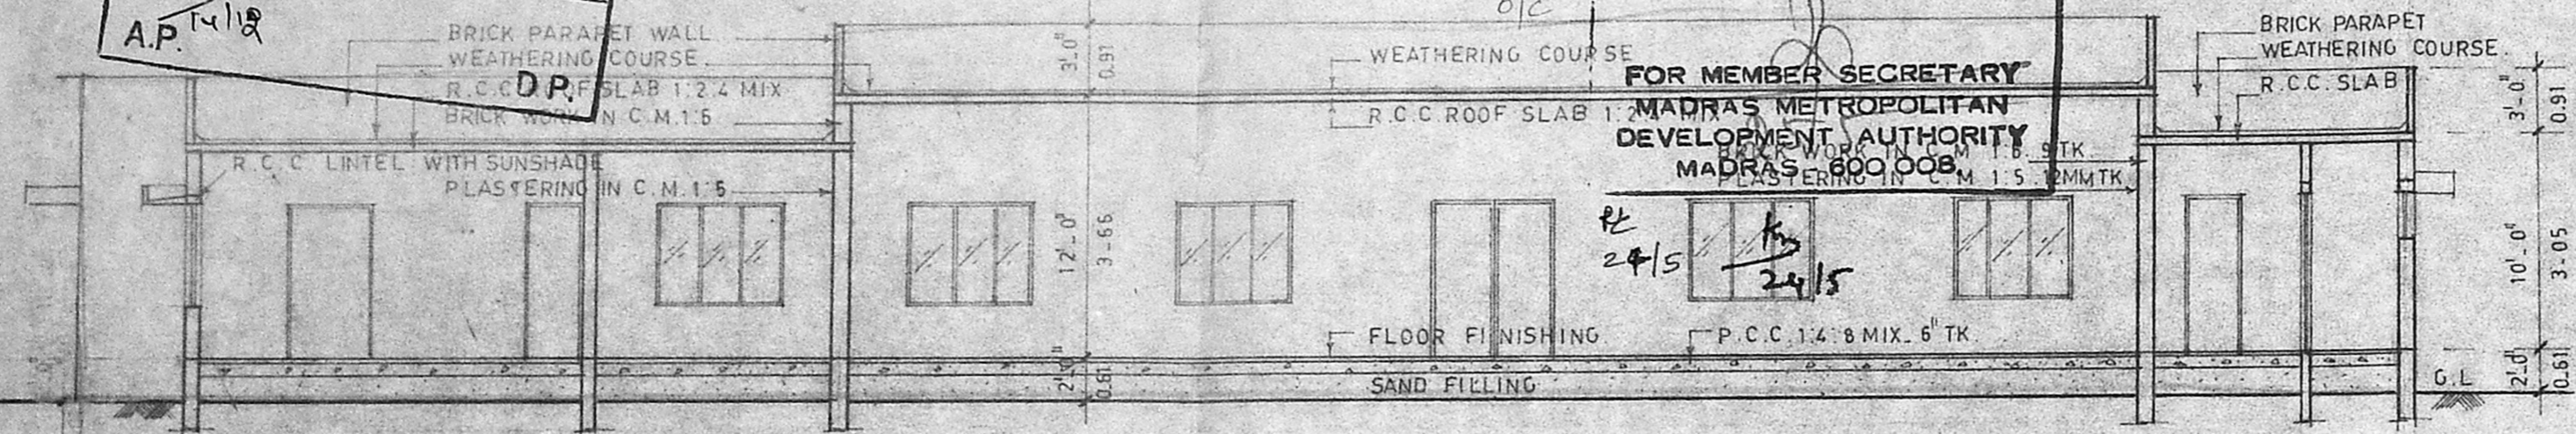 A.P. 14/12
D.P.
BRICK PARAPET WALL
WEATHERING COURSE
R.C.C. ROOF SLAB 1:2:4 MIX
BRICK WORK IN C.M. 1:6
R.C.C LINTEL WITH SUNSHADE
PLASTERING IN C.M. 1:5
3'-0"
0.91
12'-0"
3-66
2'-0"
0.61
O/C
WEATHERING COURSE
R.C.C. ROOF SLAB 1:2:4 MIX
FOR MEMBER SECRETARY
MADRAS METROPOLITAN
DEVELOPMENT AUTHORITY
MADRAS 600 008.
BRICK WORK IN C.M 1:6. 9"TK
PLASTERING IN C.M 1:5 12MM TK
24/5
24/5
FLOOR FINISHING
P.C.C 1:4:8 MIX. 6" TK.
SAND FILLING
BRICK PARAPET
WEATHERING COURSE.
R.C.C. SLAB
3'-0"
0.91
10'-0"
3-05
2'-0"
0.61
G.L